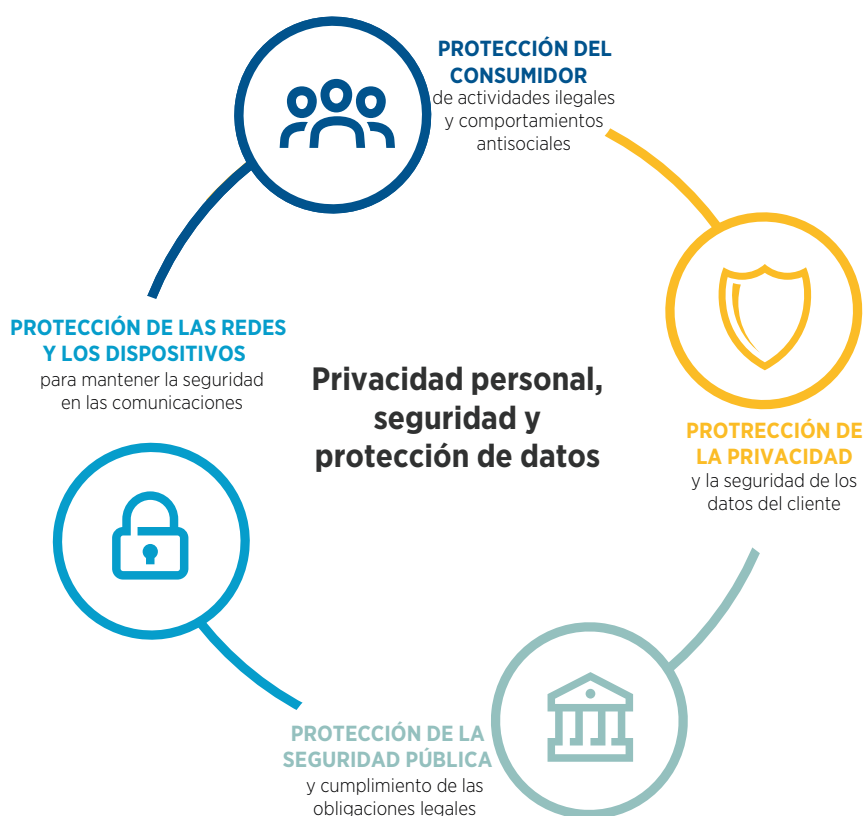 PROTECCIÓN DEL
CONSUMIDOR
de actividades ilegales
y comportamientos
antisociales
PROTECCIÓN DE LAS REDES
Y LOS DISPOSITIVOS
para mantener la seguridad
en las comunicaciones
Privacidad personal,
seguridad y
protección de datos
PROTRECCIÓN DE
LA PRIVACIDAD
y la seguridad de los
datos del cliente
PROTECCIÓN DE LA
SEGURIDAD PÚBLICA
y cumplimiento de las
obligaciones legales